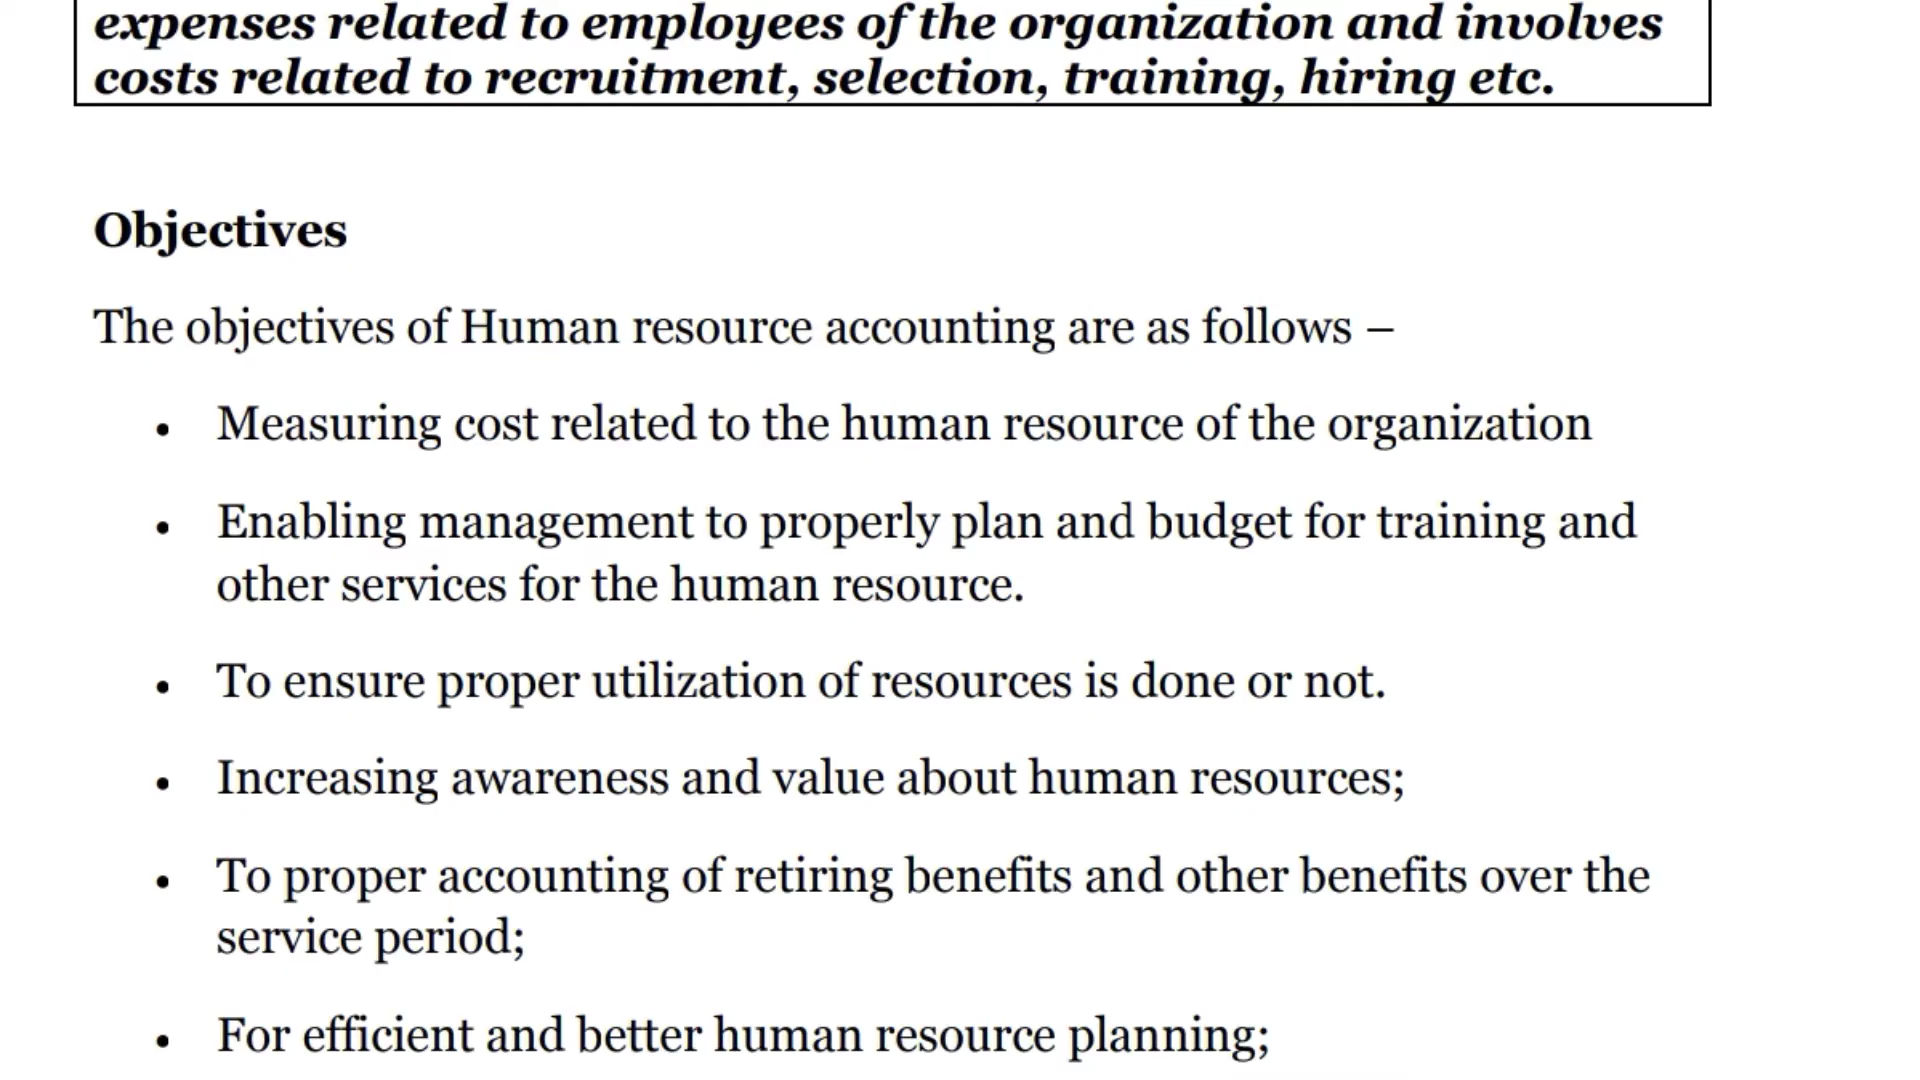 expenses related to employees of the organization and involves
costs related to recruitment, selection, training, hiring etc.
Objectives
The objectives of Human resource accounting are as follows –
• Measuring cost related to the human resource of the organization
• Enabling management to properly plan and budget for training and
other services for the human resource.
• To ensure proper utilization of resources is done or not.
• Increasing awareness and value about human resources;
• To proper accounting of retiring benefits and other benefits over the
service period;
• For efficient and better human resource planning;